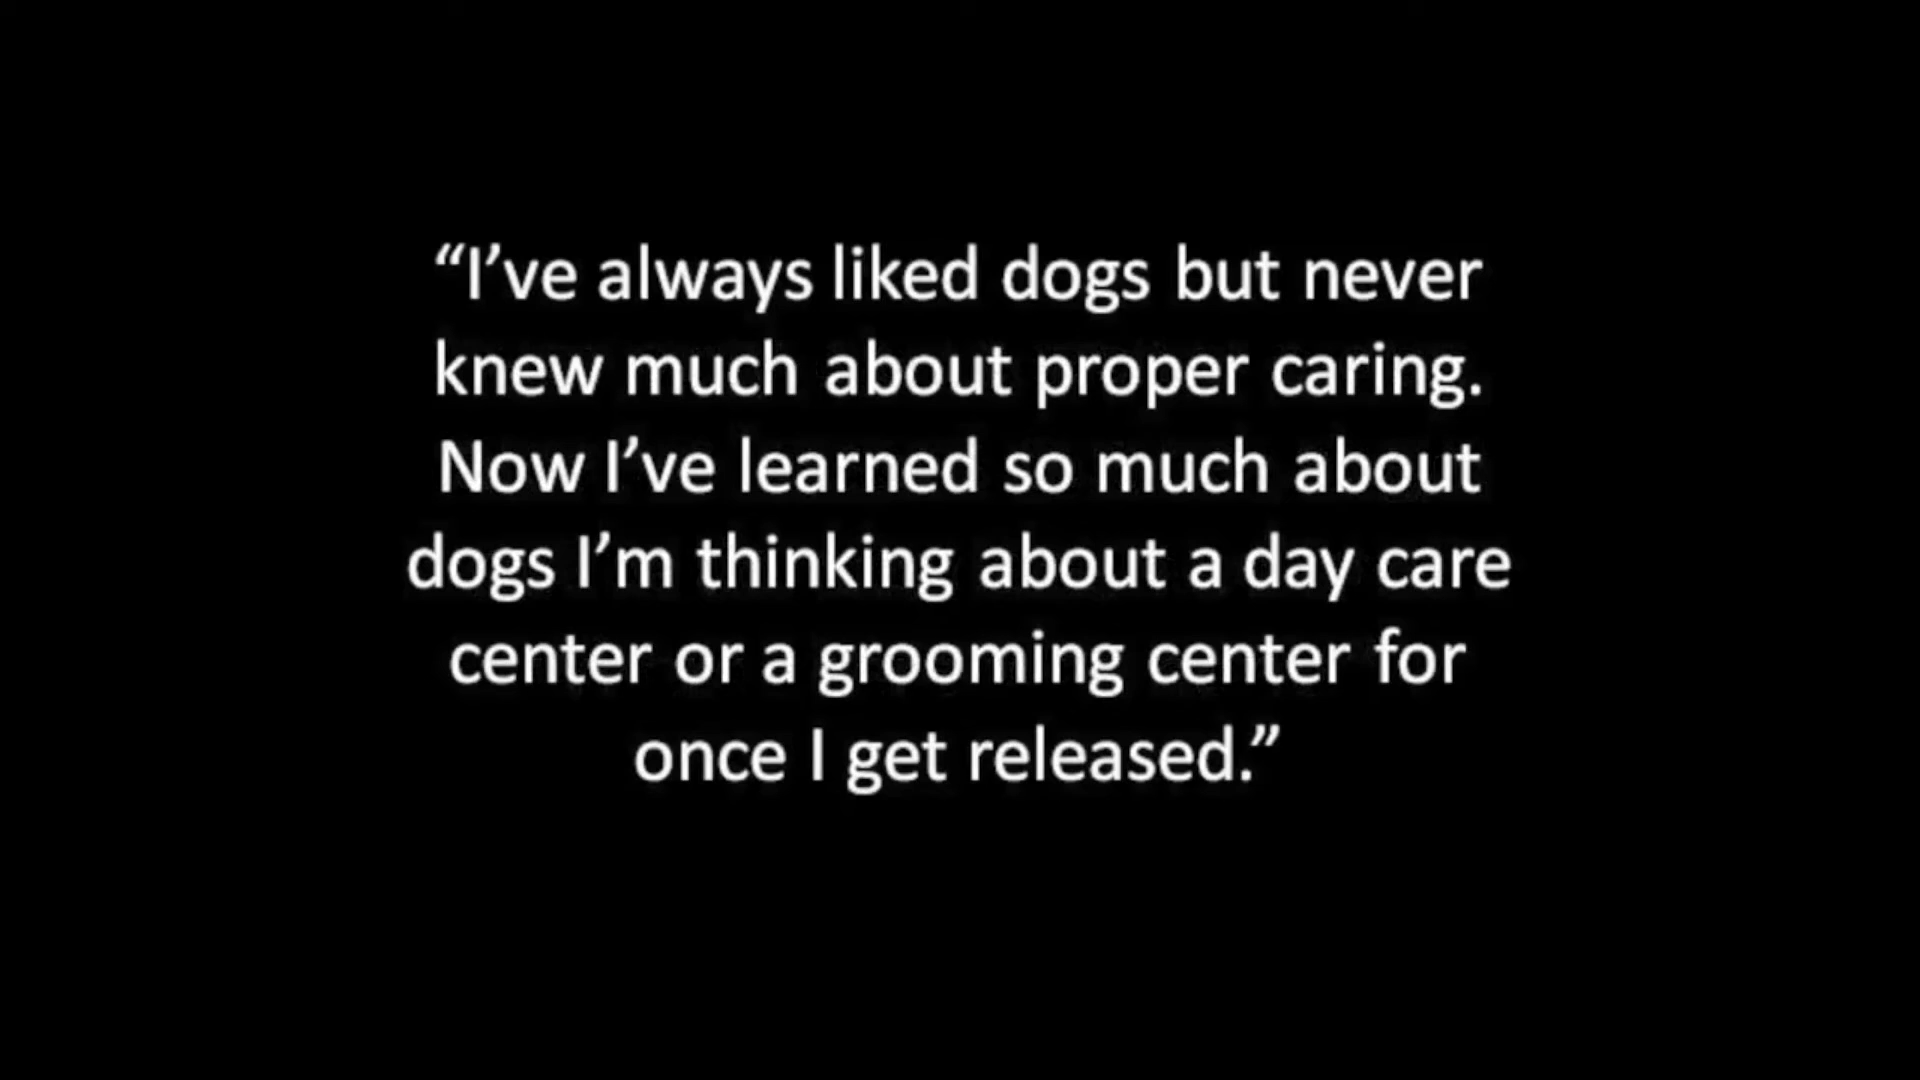 “I’ve always liked dogs but never
knew much about proper caring.
Now I’ve learned so much about
dogs I’m thinking about a day care
center or a grooming center for
once I get released.”